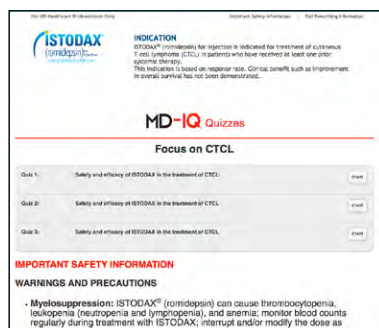 For US Healthcare Professionals Only
Important Safety Information | Full Prescribing Information
ISTODAX®
(romidepsin) for injection
INDICATION
ISTODAX® (romidepsin) for injection is indicated for treatment of cutaneous
T-cell lymphoma (CTCL) in patients who have received at least one prior
systemic therapy.
This indication is based on response rate. Clinical benefit such as improvement
in overall survival has not been demonstrated.
MD-IQ Quizzes
Focus on CTCL
Quiz 1: Safety and efficacy of ISTODAX in the treatment of CTCL Start
Quiz 2: Safety and efficacy of ISTODAX in the treatment of CTCL Start
Quiz 3: Safety and efficacy of ISTODAX in the treatment of CTCL Start
IMPORTANT SAFETY INFORMATION
WARNINGS AND PRECAUTIONS
• Myelosuppression: ISTODAX® (romidepsin) can cause thrombocytopenia,
leukopenia (neutropenia and lymphopenia), and anemia; monitor blood counts
regularly during treatment with ISTODAX; interrupt and/or modify the dose as